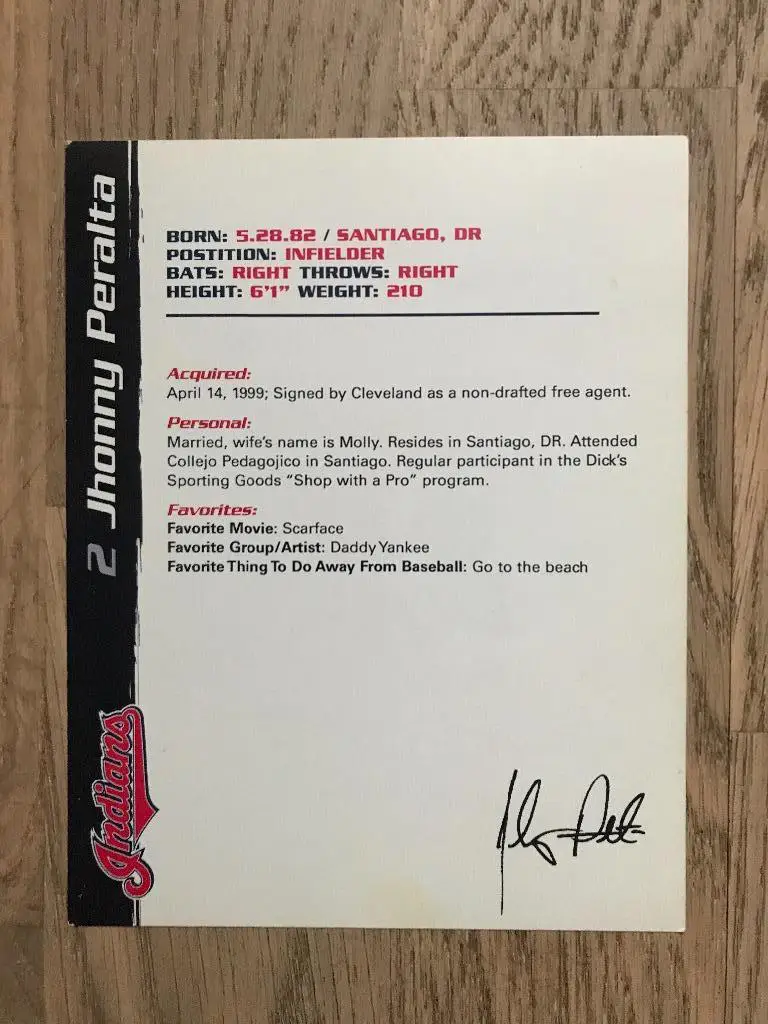 2 Jhonny Peralta
Indians
BORN: 5.28.82 / SANTIAGO, DR
POSTITION: INFIELDER
BATS: RIGHT THROWS: RIGHT
HEIGHT: 6'1" WEIGHT: 210
Acquired:
April 14, 1999; Signed by Cleveland as a non-drafted free agent.
Personal:
Married, wife's name is Molly. Resides in Santiago, DR. Attended
Collejo Pedagojico in Santiago. Regular participant in the Dick's
Sporting Goods “Shop with a Pro” program.
Favorites:
Favorite Movie: Scarface
Favorite Group/Artist: Daddy Yankee
Favorite Thing To Do Away From Baseball: Go to the beach